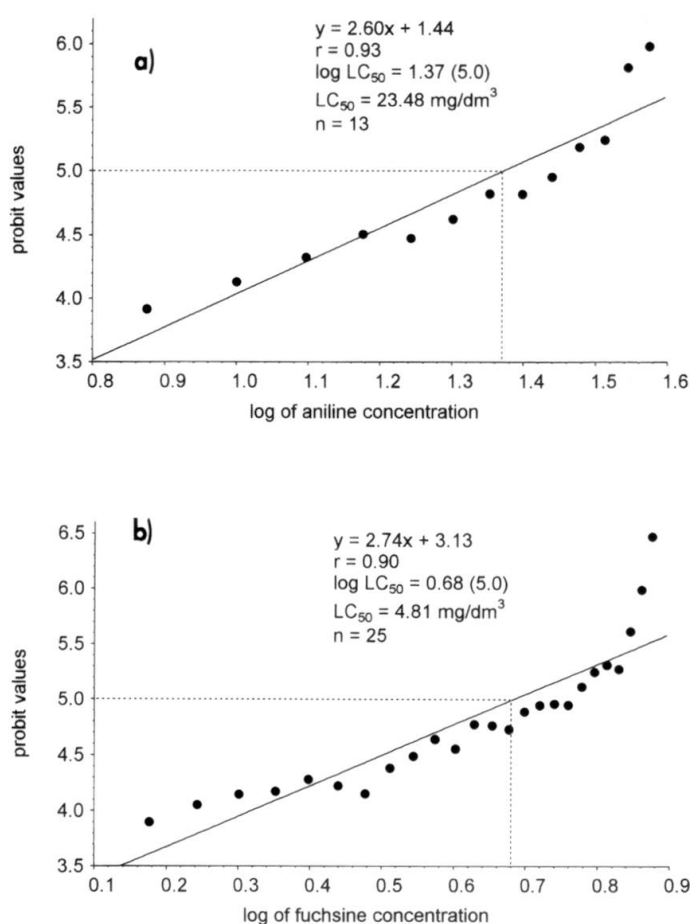 a)
y = 2.60x + 1.44
r = 0.93
log LC₅₀ = 1.37 (5.0)
LC₅₀ = 23.48 mg/dm³
n = 13
probit values
6.0
5.5
5.0
4.5
4.0
3.5
0.8 0.9 1.0 1.1 1.2 1.3 1.4 1.5 1.6
log of aniline concentration
b)
y = 2.74x + 3.13
r = 0.90
log LC₅₀ = 0.68 (5.0)
LC₅₀ = 4.81 mg/dm³
n = 25
probit values
6.5
6.0
5.5
5.0
4.5
4.0
3.5
0.1 0.2 0.3 0.4 0.5 0.6 0.7 0.8 0.9
log of fuchsine concentration